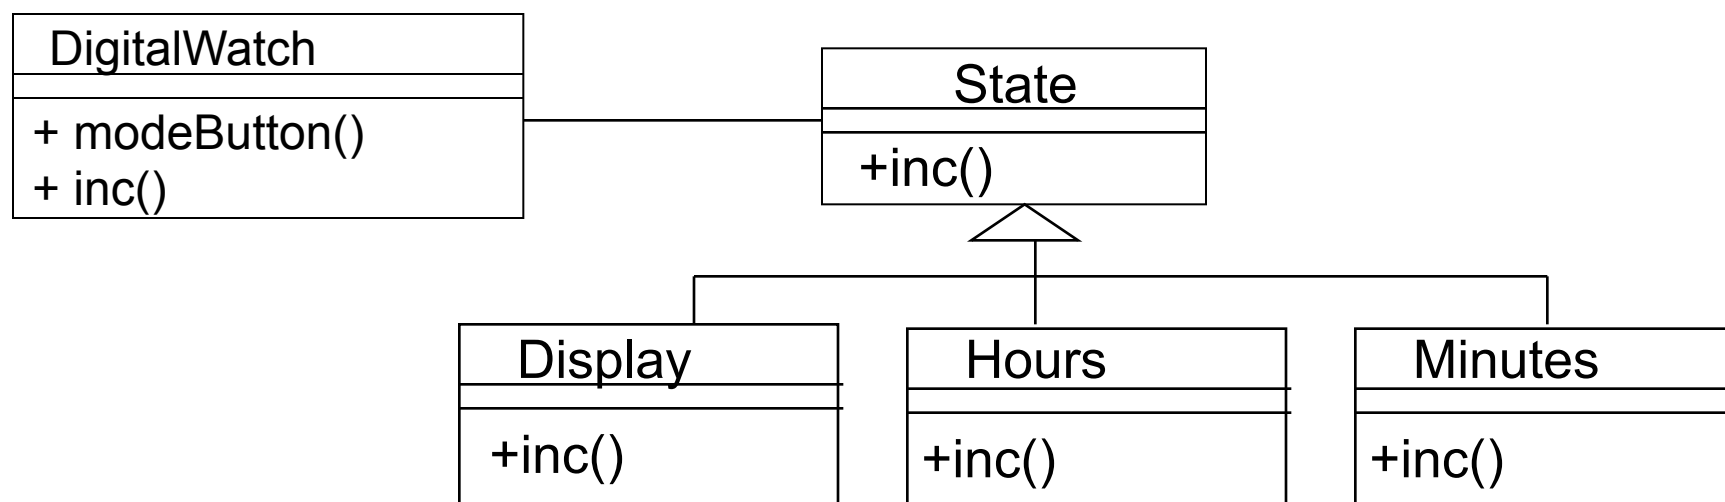 DigitalWatch
+ modeButton()
+ inc()
State
+inc()
Display
+inc()
Hours
+inc()
Minutes
+inc()